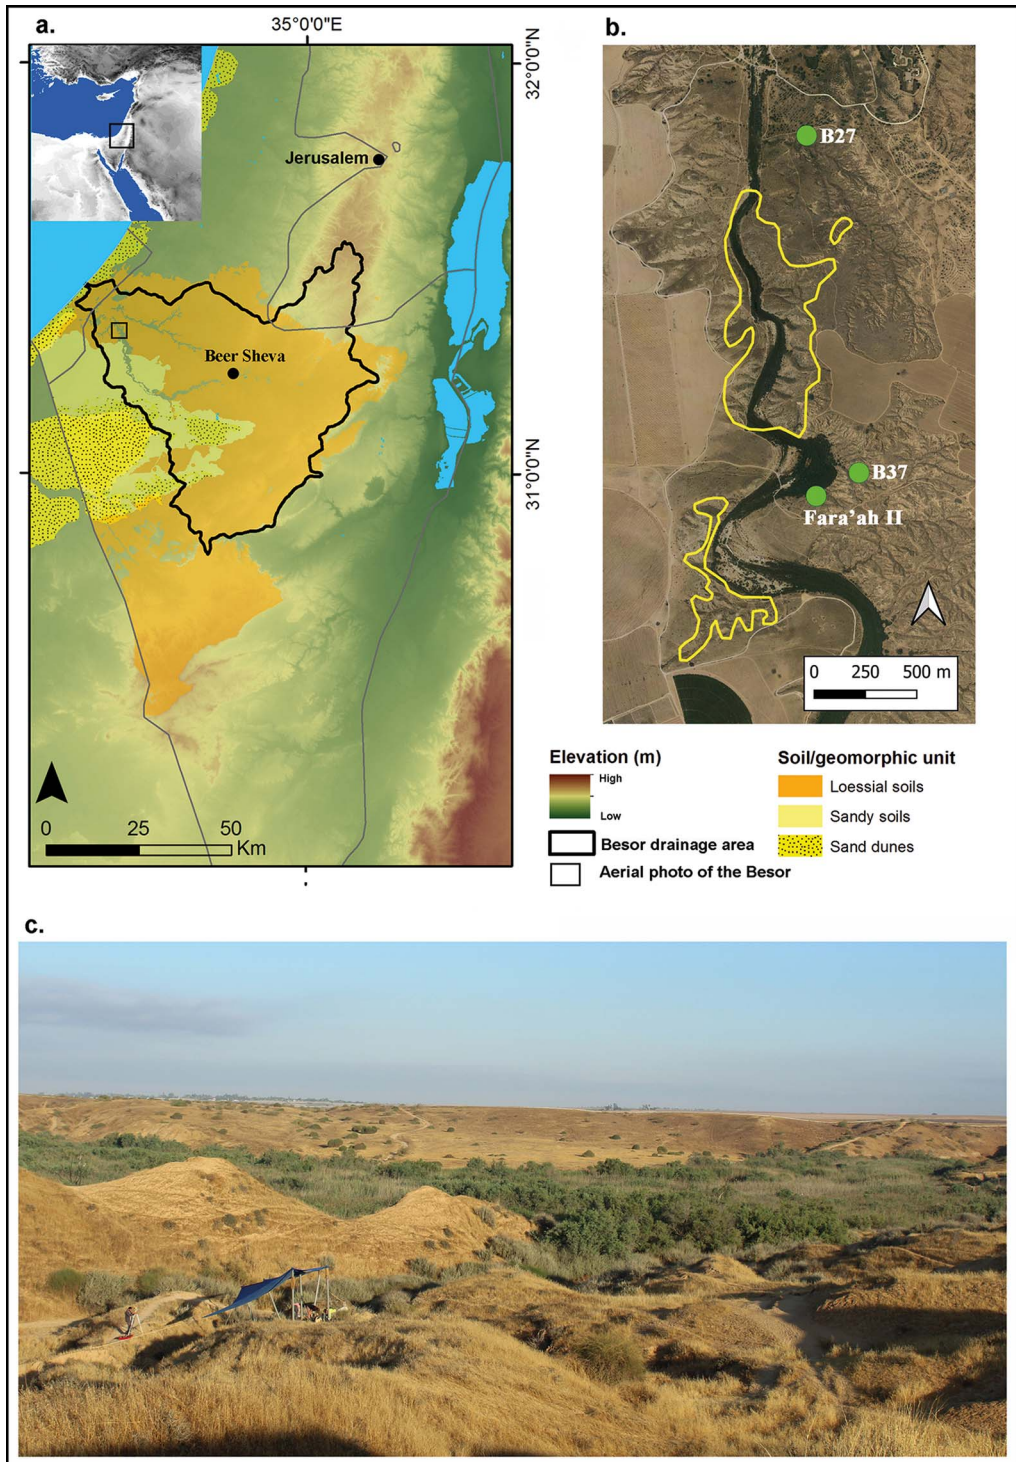 a.
35°0'0"E
32°0'0"N
Jerusalem
Beer Sheva
31°0'0"N
0 25 50
Km
b.
B27
B37
Fara'ah II
0 250 500 m
Elevation (m)
High
Low
Besor drainage area
Aerial photo of the Besor
Soil/geomorphic unit
Loessial soils
Sandy soils
Sand dunes
c.